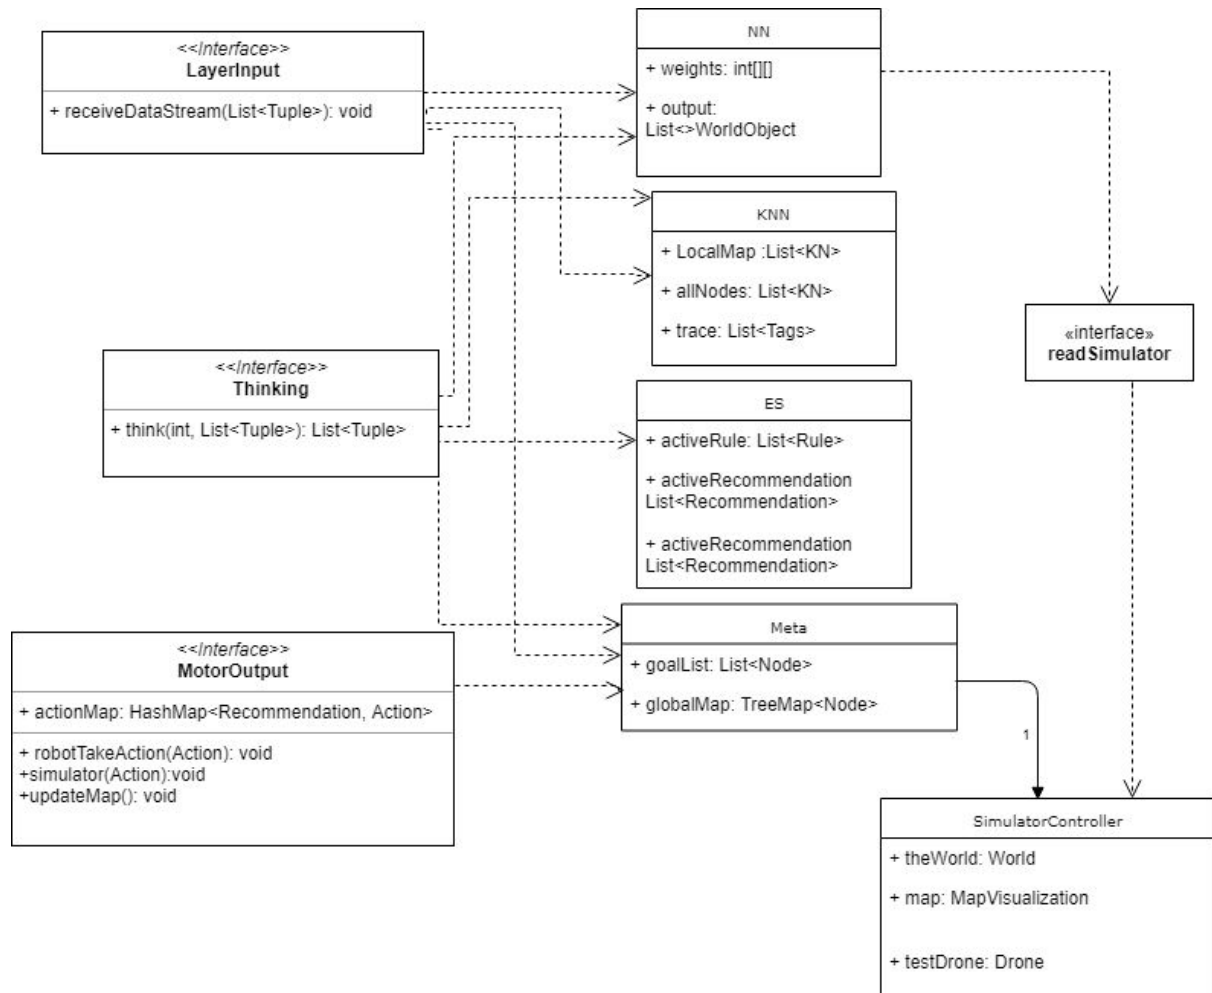 <<Interface>>
LayerInput
+ receiveDataStream(List<Tuple>): void
NN
+ weights: int[][]
+ output:
List<>WorldObject
KNN
+ LocalMap :List<KN>
+ allNodes: List<KN>
+ trace: List<Tags>
«interface»
readSimulator
<<Interface>>
Thinking
+ think(int, List<Tuple>): List<Tuple>
ES
+ activeRule: List<Rule>
+ activeRecommendation
List<Recommendation>
+ activeRecommendation
List<Recommendation>
<<Interface>>
MotorOutput
+ actionMap: HashMap<Recommendation, Action>
+ robotTakeAction(Action): void
+simulator(Action):void
+updateMap(): void
Meta
+ goalList: List<Node>
+ globalMap: TreeMap<Node>
1
SimulatorController
+ theWorld: World
+ map: MapVisualization
+ testDrone: Drone